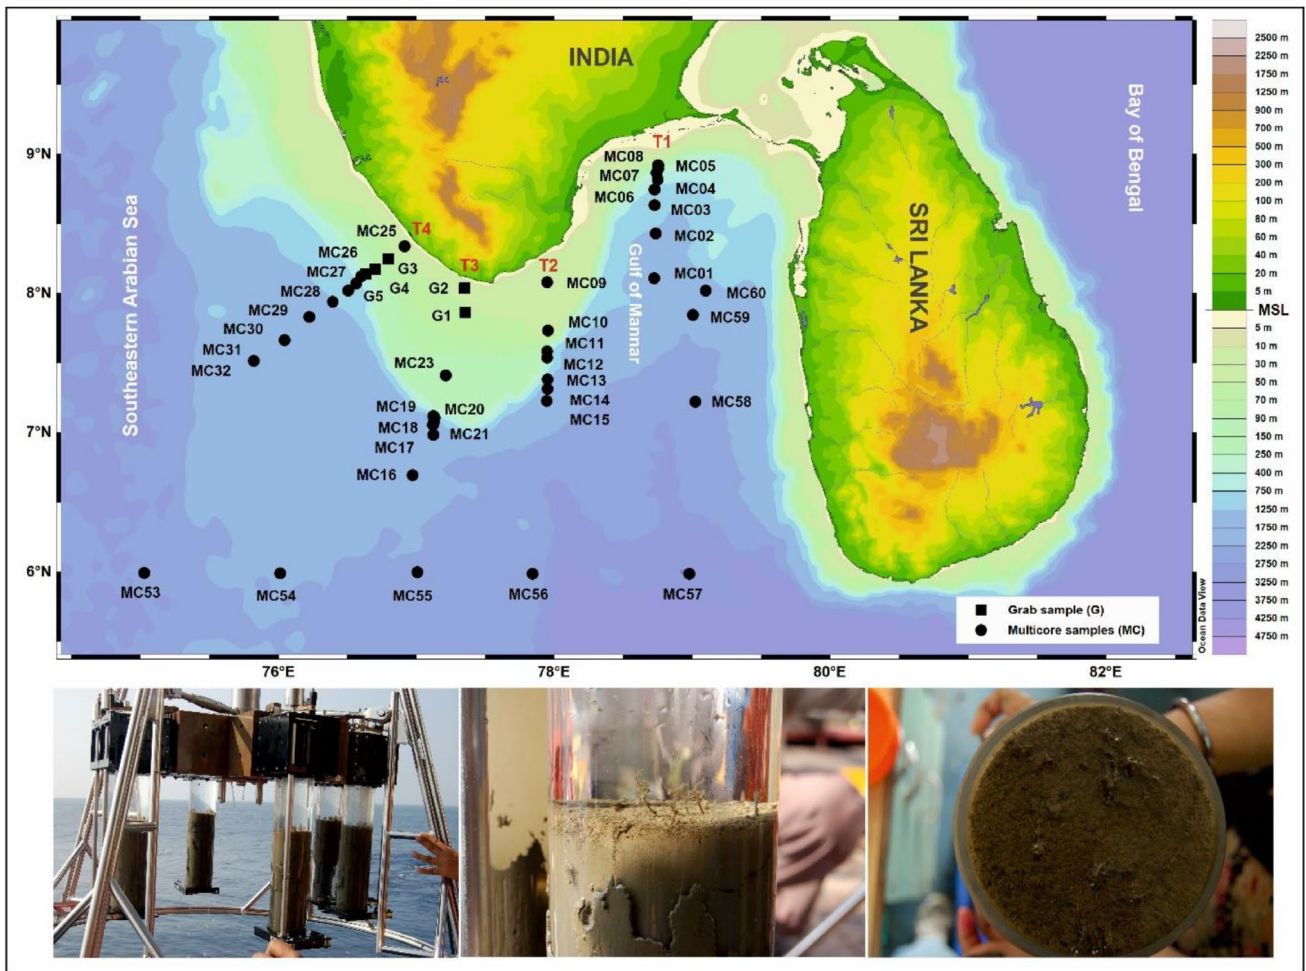 INDIA
SRI LANKA
Southeastern Arabian Sea
Gulf of Mannar
Bay of Bengal
9°N
8°N
7°N
6°N
76°E
78°E
80°E
82°E
T1
MC08
MC07
MC06
MC05
MC04
MC03
MC02
MC01
MC60
MC59
MC58
T2
MC09
MC10
MC11
MC12
MC13
MC14
MC15
T3
G2
G1
MC23
MC19
MC18
MC17
MC20
MC21
MC16
T4
MC25
MC26
MC27
MC28
MC29
MC30
MC31
MC32
G3
G4
G5
MC53
MC54
MC55
MC56
MC57
Grab sample (G)
Multicore samples (MC)
Ocean Data View
2500 m
2250 m
1750 m
1250 m
900 m
700 m
500 m
300 m
200 m
100 m
80 m
60 m
40 m
20 m
5 m
MSL
5 m
10 m
30 m
50 m
70 m
90 m
150 m
250 m
400 m
750 m
1250 m
1750 m
2250 m
2750 m
3250 m
3750 m
4250 m
4750 m